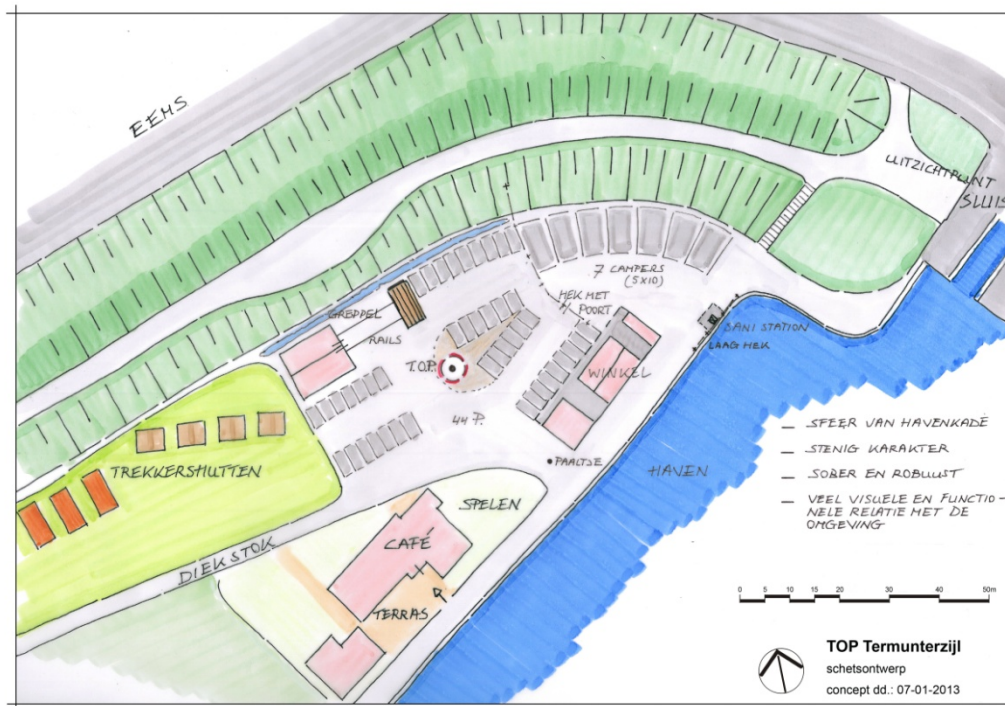 EEMS
UITZICHTPUNT
SLUIS
7 CAMPERS
(5x10)
HEK MET
POORT
GREPPEL
RAILS
SANI STATION
LAAG HEK
T.O.P.
WINKEL
44 P.
TREKKERSHUTTEN
PAALTJE
HAVEN
SPELEN
DIEKSTOK
CAFÉ
TERRAS
— SFEER VAN HAVENKADE
— STENIG KARAKTER
— SOBER EN ROBUUST
— VEEL VISUELE EN FUNCTIO-
NELE RELATIE MET DE
OMGEVING
0 5 10 15 20 30 40 50m
TOP Termunterzijl
schetsontwerp
concept dd.: 07-01-2013